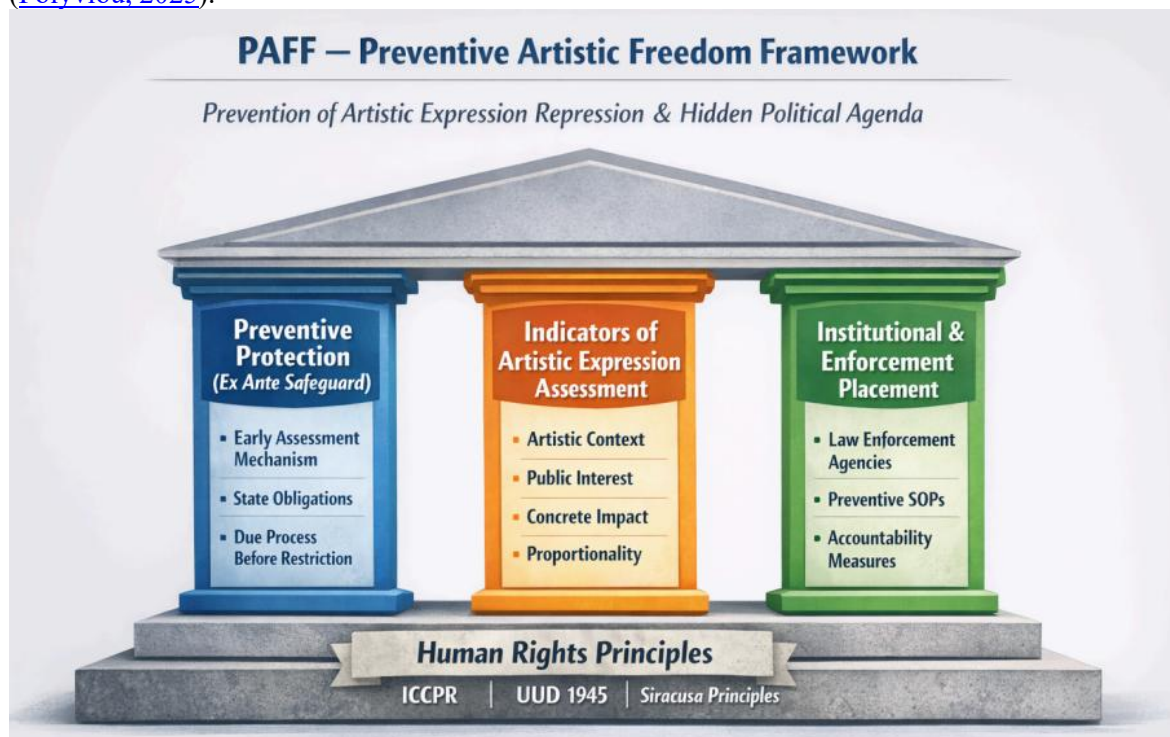 (Polyviou, 2023).
PAFF – Preventive Artistic Freedom Framework
Prevention of Artistic Expression Repression & Hidden Political Agenda
Preventive
Protection
(Ex Ante Safeguard)
▪ Early Assessment
Mechanism
▪ State Obligations
▪ Due Process
Before Restriction
Indicators of
Artistic Expression
Assessment
▪ Artistic Context
▪ Public Interest
▪ Concrete Impact
▪ Proportionality
Institutional &
Enforcement
Placement
▪ Law Enforcement
Agencies
▪ Preventive SOPs
▪ Accountability
Measures
Human Rights Principles
ICCPR | UUD 1945 | Siracusa Principles